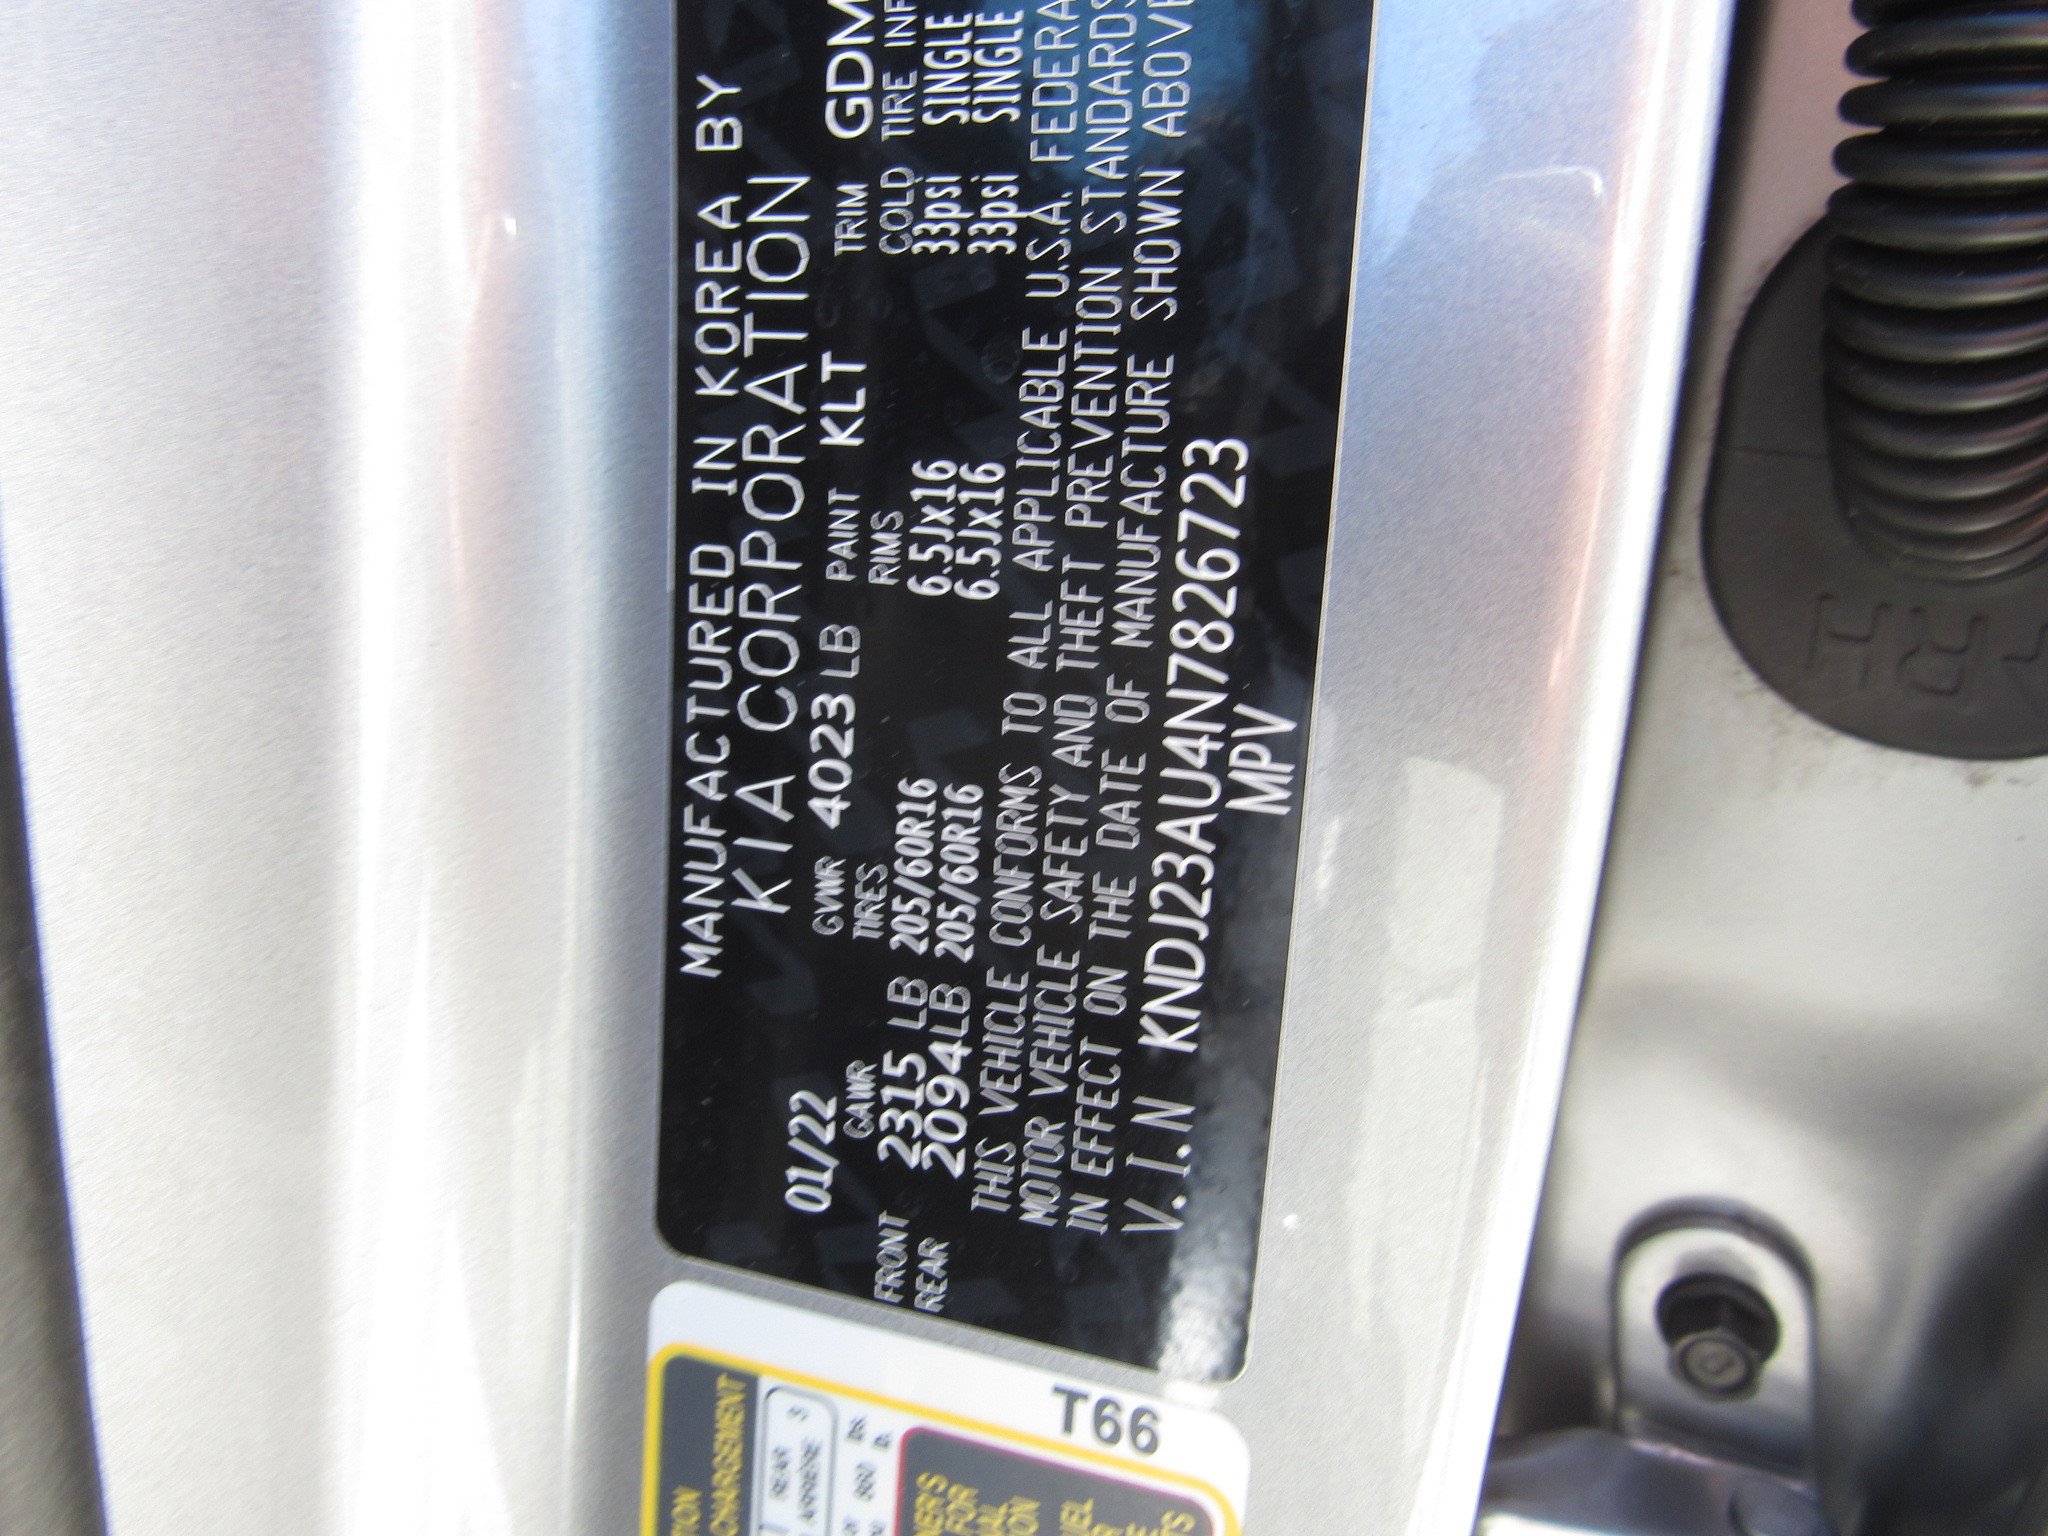 MANUFACTURED IN KOREA BY
KIA CORPORATION
01/22 GVWR 4023 LB PAINT KLT TRIM GDM
GAWR TIRES RIMS COLD TIRE INF
FRONT 2315 LB 205/60R16 6.5Jx16 33psi SINGLE
REAR 2094LB 205/60R16 6.5Jx16 33psi SINGLE
THIS VEHICLE CONFORMS TO ALL APPLICABLE U.S.A. FEDERA
MOTOR VEHICLE SAFETY AND THEFT PREVENTION STANDARDS
IN EFFECT ON THE DATE OF MANUFACTURE SHOWN ABOVE
V.I.N KNDJ23AU4N7826723
MPV
T66
REAR 3